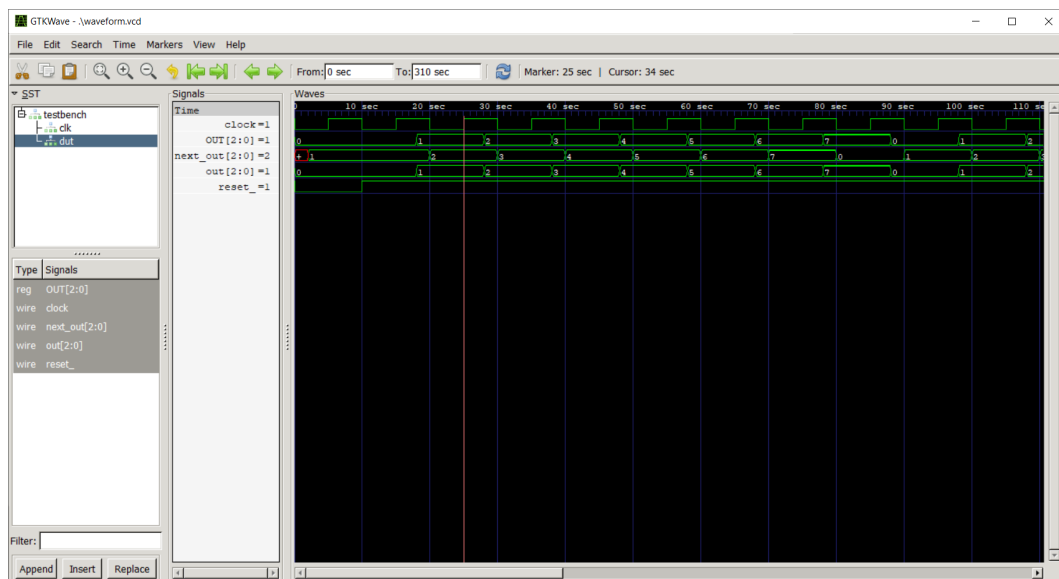 GTKWave - .\waveform.vcd
File Edit Search Time Markers View Help
From: 0 sec To: 310 sec Marker: 25 sec | Cursor: 34 sec
SST
testbench
clk
dut
Type Signals
reg OUT[2:0]
wire clock
wire next_out[2:0]
wire out[2:0]
wire reset_
Filter:
Append Insert Replace
Signals
Time
clock=1
OUT[2:0] =1
next_out[2:0] =2
out[2:0] =1
reset_ =1
Waves
0 10 sec 20 sec 30 sec 40 sec 50 sec 60 sec 70 sec 80 sec 90 sec 100 sec 110 se
0 1 2 3 4 5 6 7 0 1 2
+ 1 2 3 4 5 6 7 0 1 2
0 1 2 3 4 5 6 7 0 1 2